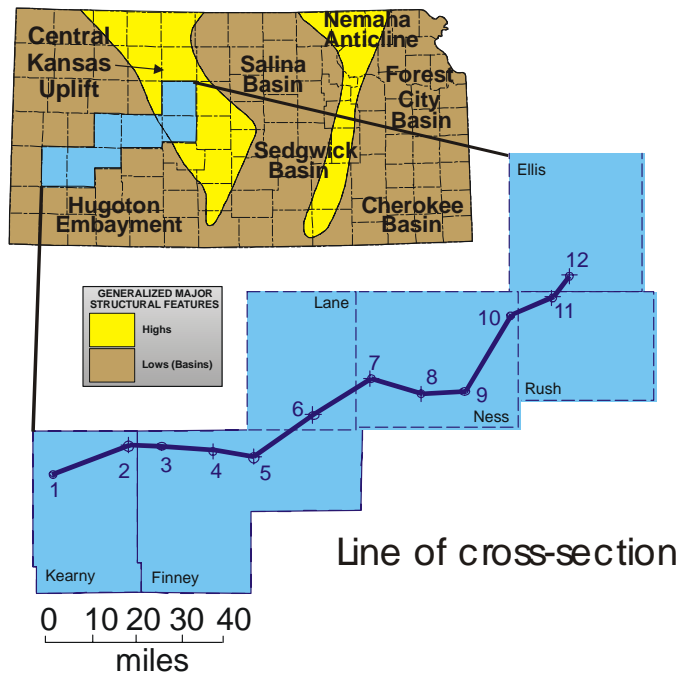 Central
Kansas
Uplift
Salina
Basin
Nemaha
Anticline
Forest
City
Basin
Sedgwick
Basin
Hugoton
Embayment
Cherokee
Basin
GENERALIZED MAJOR
STRUCTURAL FEATURES
Highs
Lows (Basins)
Ellis
12
11
10
Rush
Lane
7
8
9
6
Ness
1
2
3
4
5
Kearny
Finney
Line of cross-section
0 10 20 30 40
miles